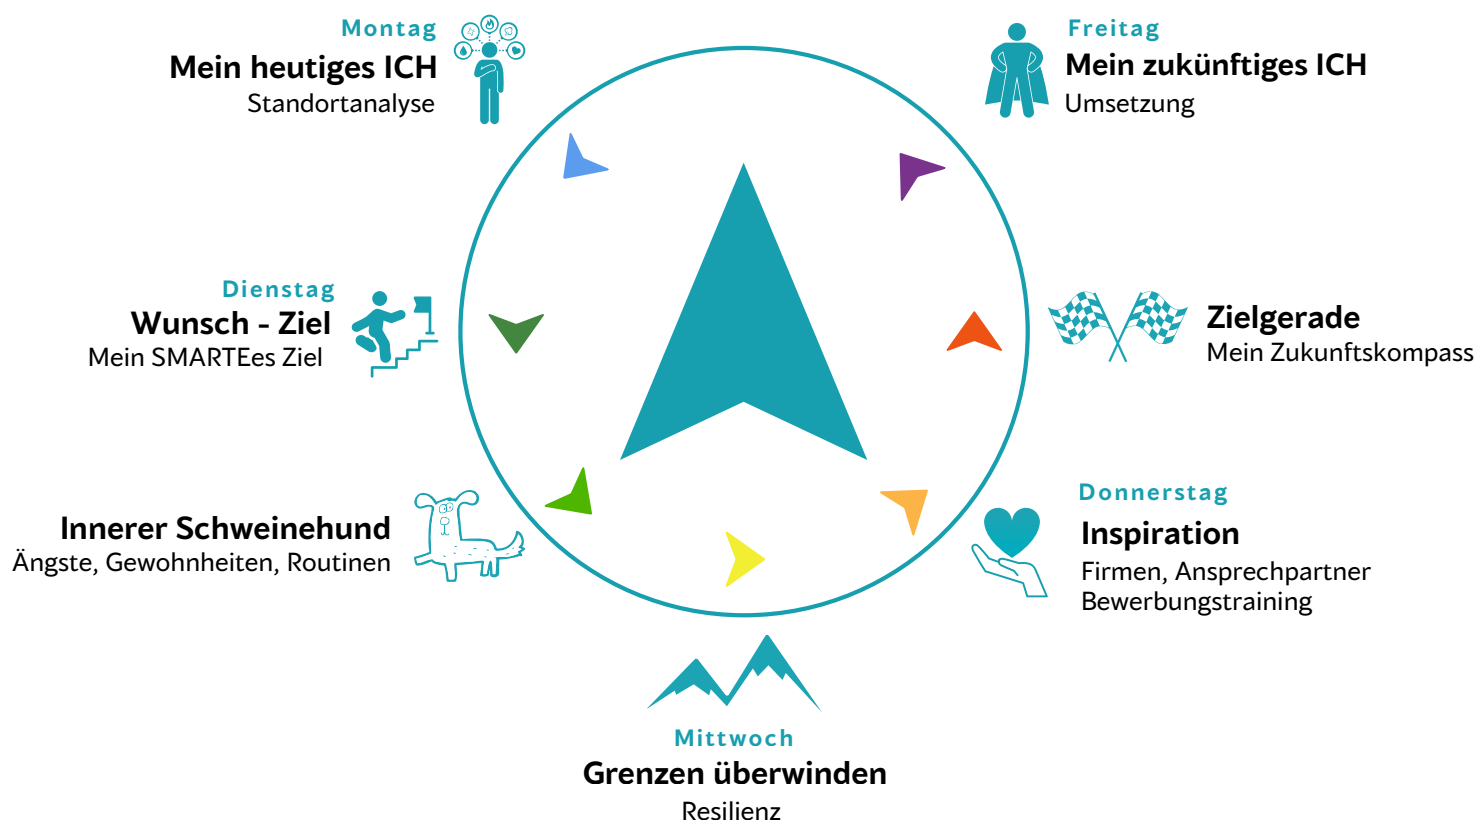 Montag
Mein heutiges ICH
Standortanalyse
Dienstag
Wunsch - Ziel
Mein SMARTEes Ziel
Innerer Schweinehund
Ängste, Gewohnheiten, Routinen
Mittwoch
Grenzen überwinden
Resilienz
Donnerstag
Inspiration
Firmen, Ansprechpartner
Bewerbungstraining
Zielgerade
Mein Zukunftskompass
Freitag
Mein zukünftiges ICH
Umsetzung